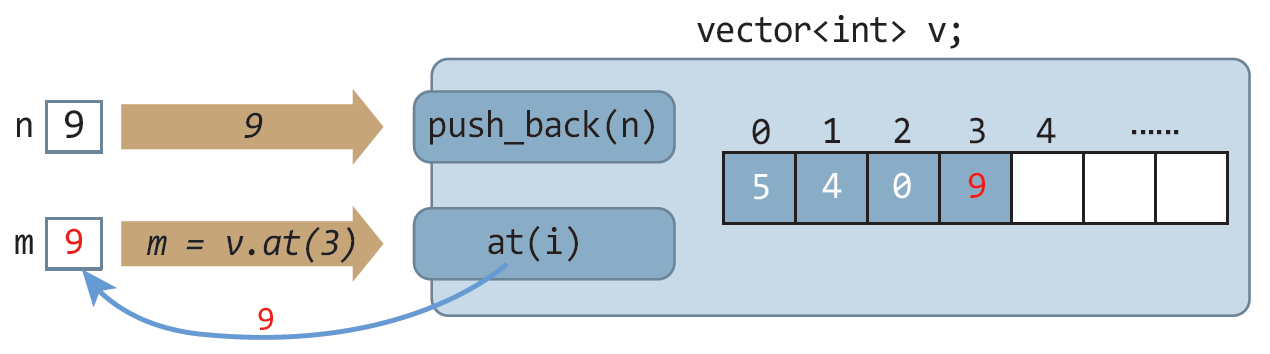 vector<int> v;
n 9 9 push_back(n)
0 1 2 3 4 ......
5 4 0 9
m 9 m = v.at(3) at(i)
9